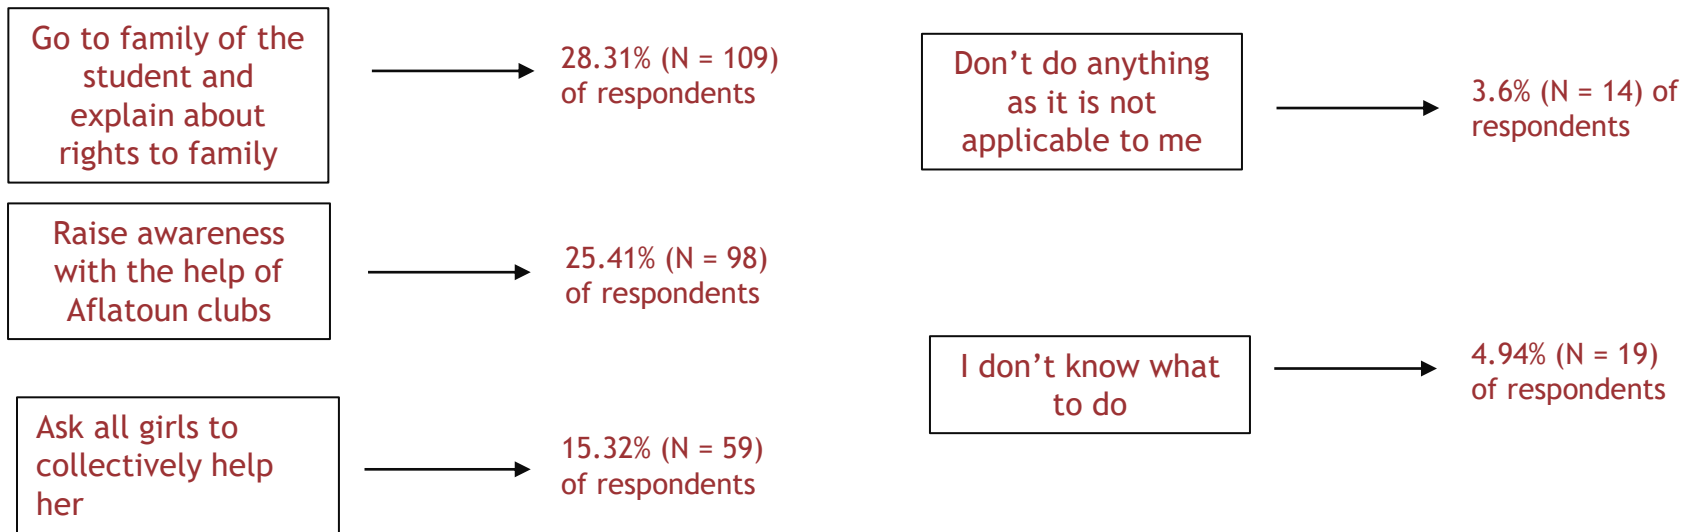 Go to family of the
student and
explain about
rights to family
28.31% (N = 109)
of respondents
Raise awareness
with the help of
Aflatoun clubs
25.41% (N = 98)
of respondents
Ask all girls to
collectively help
her
15.32% (N = 59)
of respondents
Don’t do anything
as it is not
applicable to me
3.6% (N = 14) of
respondents
I don’t know what
to do
4.94% (N = 19)
of respondents